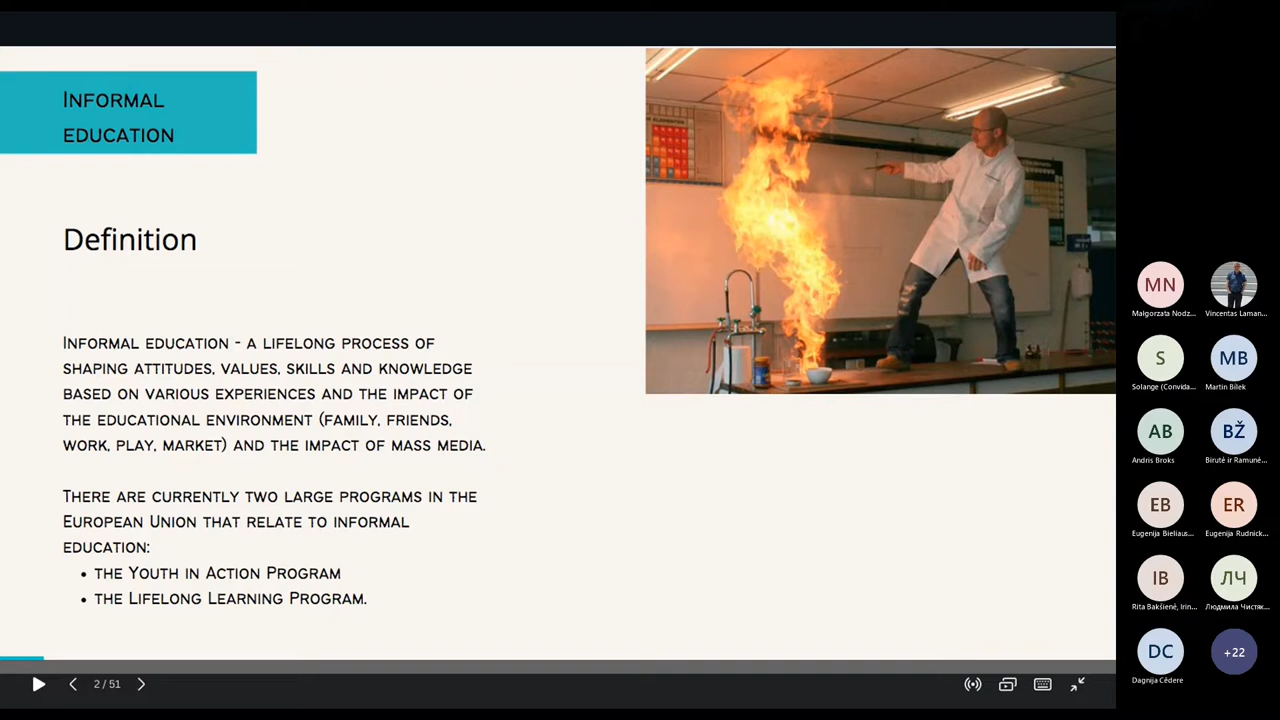 INFORMAL
EDUCATION
Definition
INFORMAL EDUCATION - A LIFELONG PROCESS OF
SHAPING ATTITUDES, VALUES, SKILLS AND KNOWLEDGE
BASED ON VARIOUS EXPERIENCES AND THE IMPACT OF
THE EDUCATIONAL ENVIRONMENT (FAMILY, FRIENDS,
WORK, PLAY, MARKET) AND THE IMPACT OF MASS MEDIA.
THERE ARE CURRENTLY TWO LARGE PROGRAMS IN THE
EUROPEAN UNION THAT RELATE TO INFORMAL
EDUCATION:
• THE YOUTH IN ACTION PROGRAM
• THE LIFELONG LEARNING PROGRAM.
2 / 51
MN
Małgorzata Nodz...
Vincentas Laman...
S
Solange (Convida...
MB
Martin Bílek
AB
Andris Broks
BŽ
Birutė ir Ramunė...
EB
Eugenija Bieliaus...
ER
Eugenija Rudnick...
IB
Rita Bakšienė, Irin...
ЛЧ
Людмила Чистяк...
DC
Dagnija Cēdere
+22